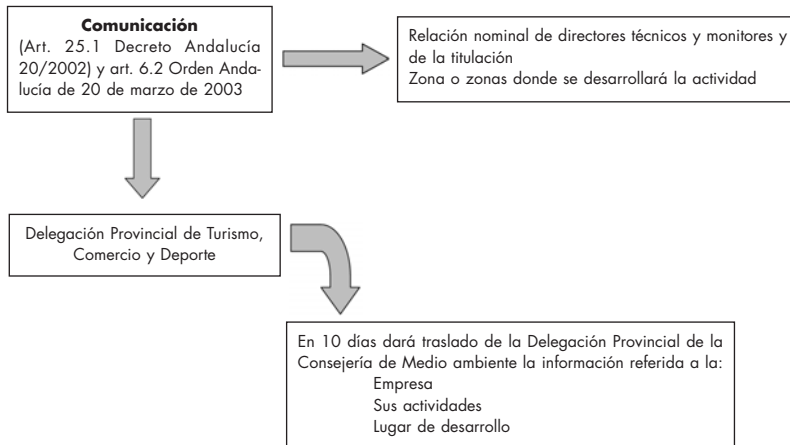 Comunicación
(Art. 25.1 Decreto Andalucía
20/2002) y art. 6.2 Orden Anda-
lucía de 20 de marzo de 2003
Relación nominal de directores técnicos y monitores y
de la titulación
Zona o zonas donde se desarrollará la actividad
Delegación Provincial de Turismo,
Comercio y Deporte
En 10 días dará traslado de la Delegación Provincial de la
Consejería de Medio ambiente la información referida a la:
Empresa
Sus actividades
Lugar de desarrollo